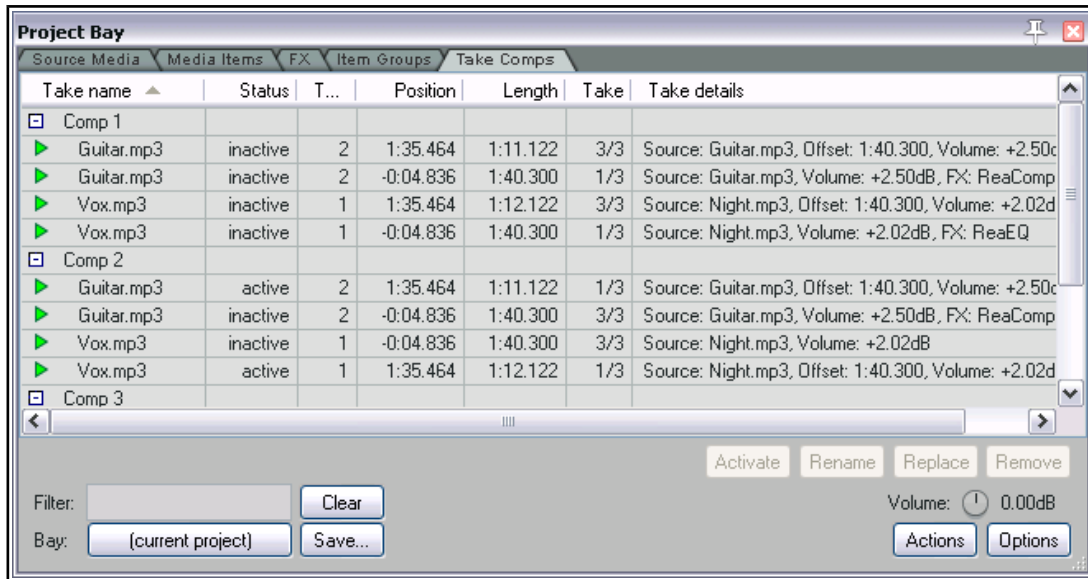 Project Bay
Source Media Media Items FX Item Groups Take Comps
Take name Status T... Position Length Take Take details
Comp 1
Guitar.mp3 inactive 2 1:35.464 1:11.122 3/3 Source: Guitar.mp3, Offset: 1:40.300, Volume: +2.50d
Guitar.mp3 inactive 2 -0:04.836 1:40.300 1/3 Source: Guitar.mp3, Volume: +2.50dB, FX: ReaComp
Vox.mp3 inactive 1 1:35.464 1:12.122 3/3 Source: Night.mp3, Offset: 1:40.300, Volume: +2.02d
Vox.mp3 inactive 1 -0:04.836 1:40.300 1/3 Source: Night.mp3, Volume: +2.02dB, FX: ReaEQ
Comp 2
Guitar.mp3 active 2 1:35.464 1:11.122 1/3 Source: Guitar.mp3, Offset: 1:40.300, Volume: +2.50d
Guitar.mp3 inactive 2 -0:04.836 1:40.300 3/3 Source: Guitar.mp3, Volume: +2.50dB, FX: ReaComp
Vox.mp3 inactive 1 -0:04.836 1:40.300 3/3 Source: Night.mp3, Volume: +2.02dB
Vox.mp3 active 1 1:35.464 1:12.122 1/3 Source: Night.mp3, Offset: 1:40.300, Volume: +2.02d
Comp 3
Activate Rename Replace Remove
Filter: Clear Volume: 0.00dB
Bay: (current project) Save... Actions Options